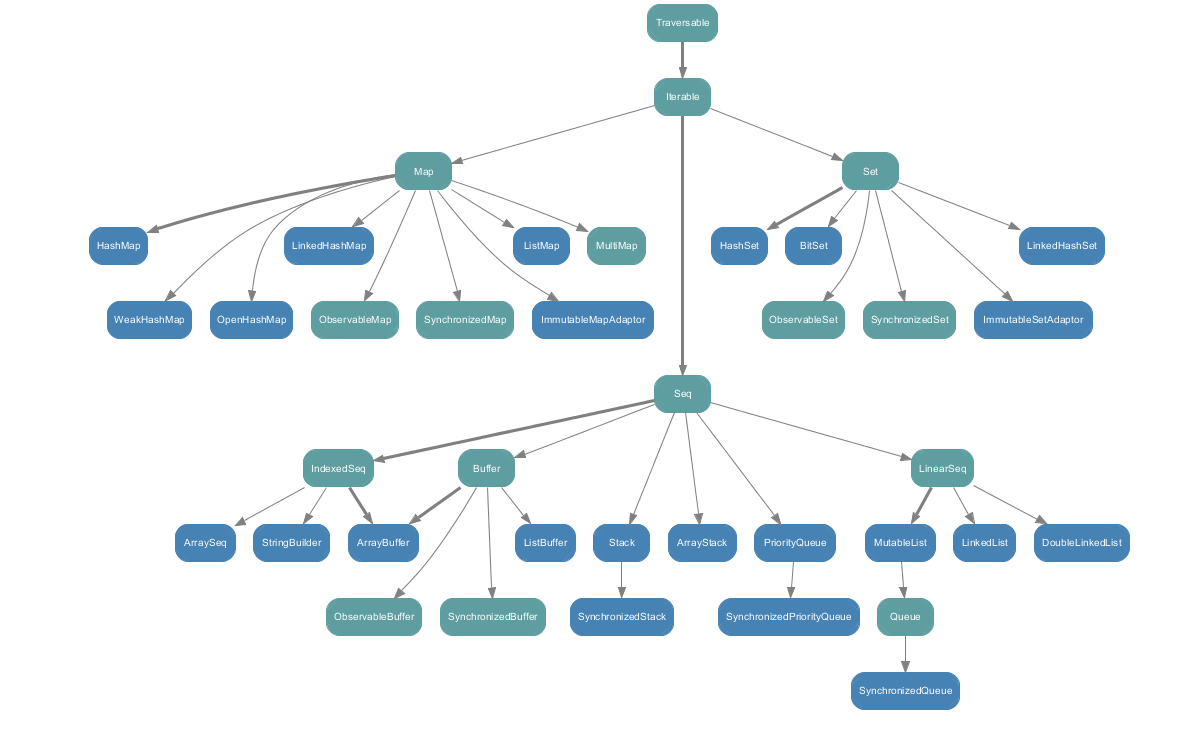 Traversable
Iterable
Map
Set
HashMap
LinkedHashMap
ListMap
MultiMap
HashSet
BitSet
LinkedHashSet
WeakHashMap
OpenHashMap
ObservableMap
SynchronizedMap
ImmutableMapAdaptor
ObservableSet
SynchronizedSet
ImmutableSetAdaptor
Seq
IndexedSeq
Buffer
LinearSeq
ArraySeq
StringBuilder
ArrayBuffer
ListBuffer
Stack
ArrayStack
PriorityQueue
MutableList
LinkedList
DoubleLinkedList
ObservableBuffer
SynchronizedBuffer
SynchronizedStack
SynchronizedPriorityQueue
Queue
SynchronizedQueue